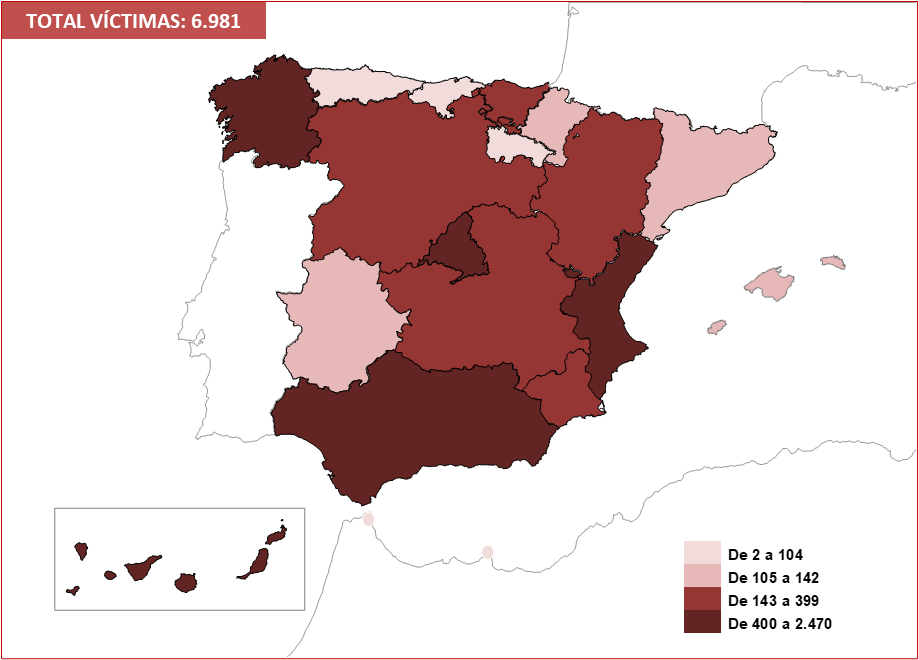 TOTAL VÍCTIMAS: 6.981
De 2 a 104
De 105 a 142
De 143 a 399
De 400 a 2.470